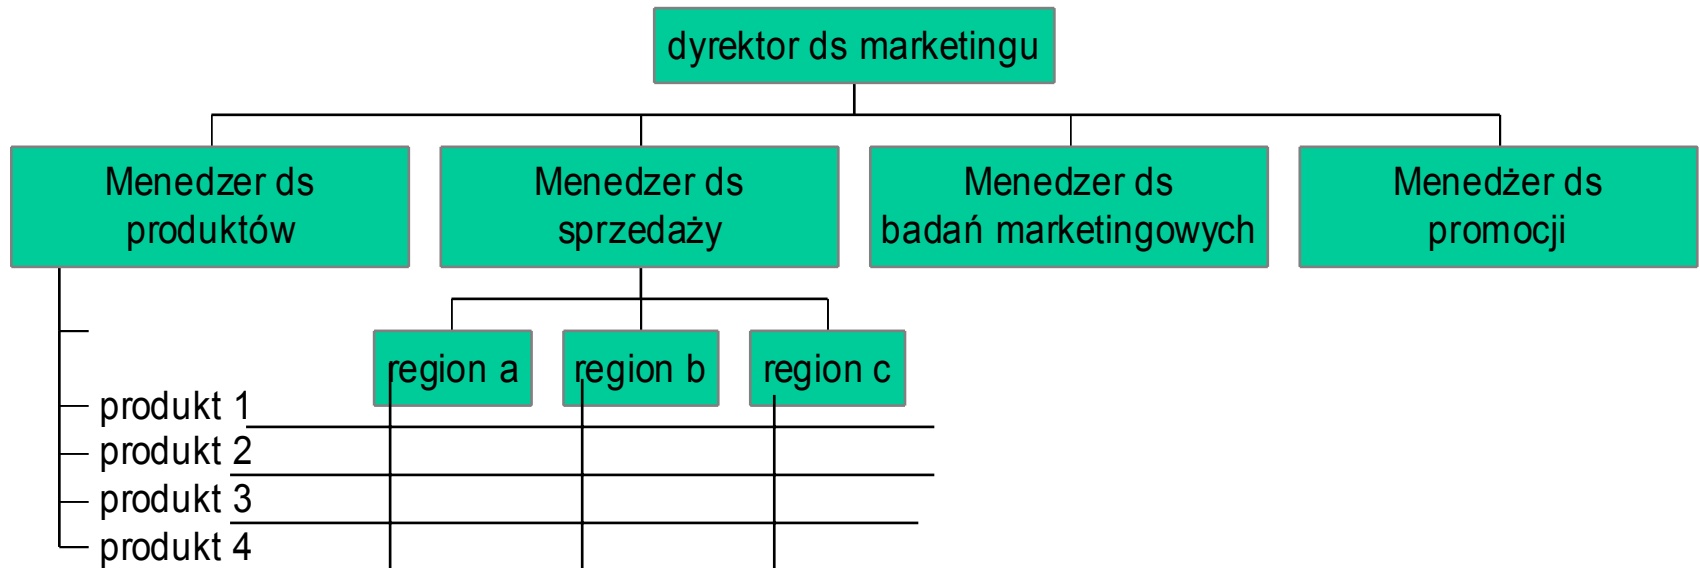 dyrektor ds marketingu
Menedzer ds
produktów
Menedzer ds
sprzedaży
Menedzer ds
badań marketingowych
Menedżer ds
promocji
region a
region b
region c
produkt 1
produkt 2
produkt 3
produkt 4